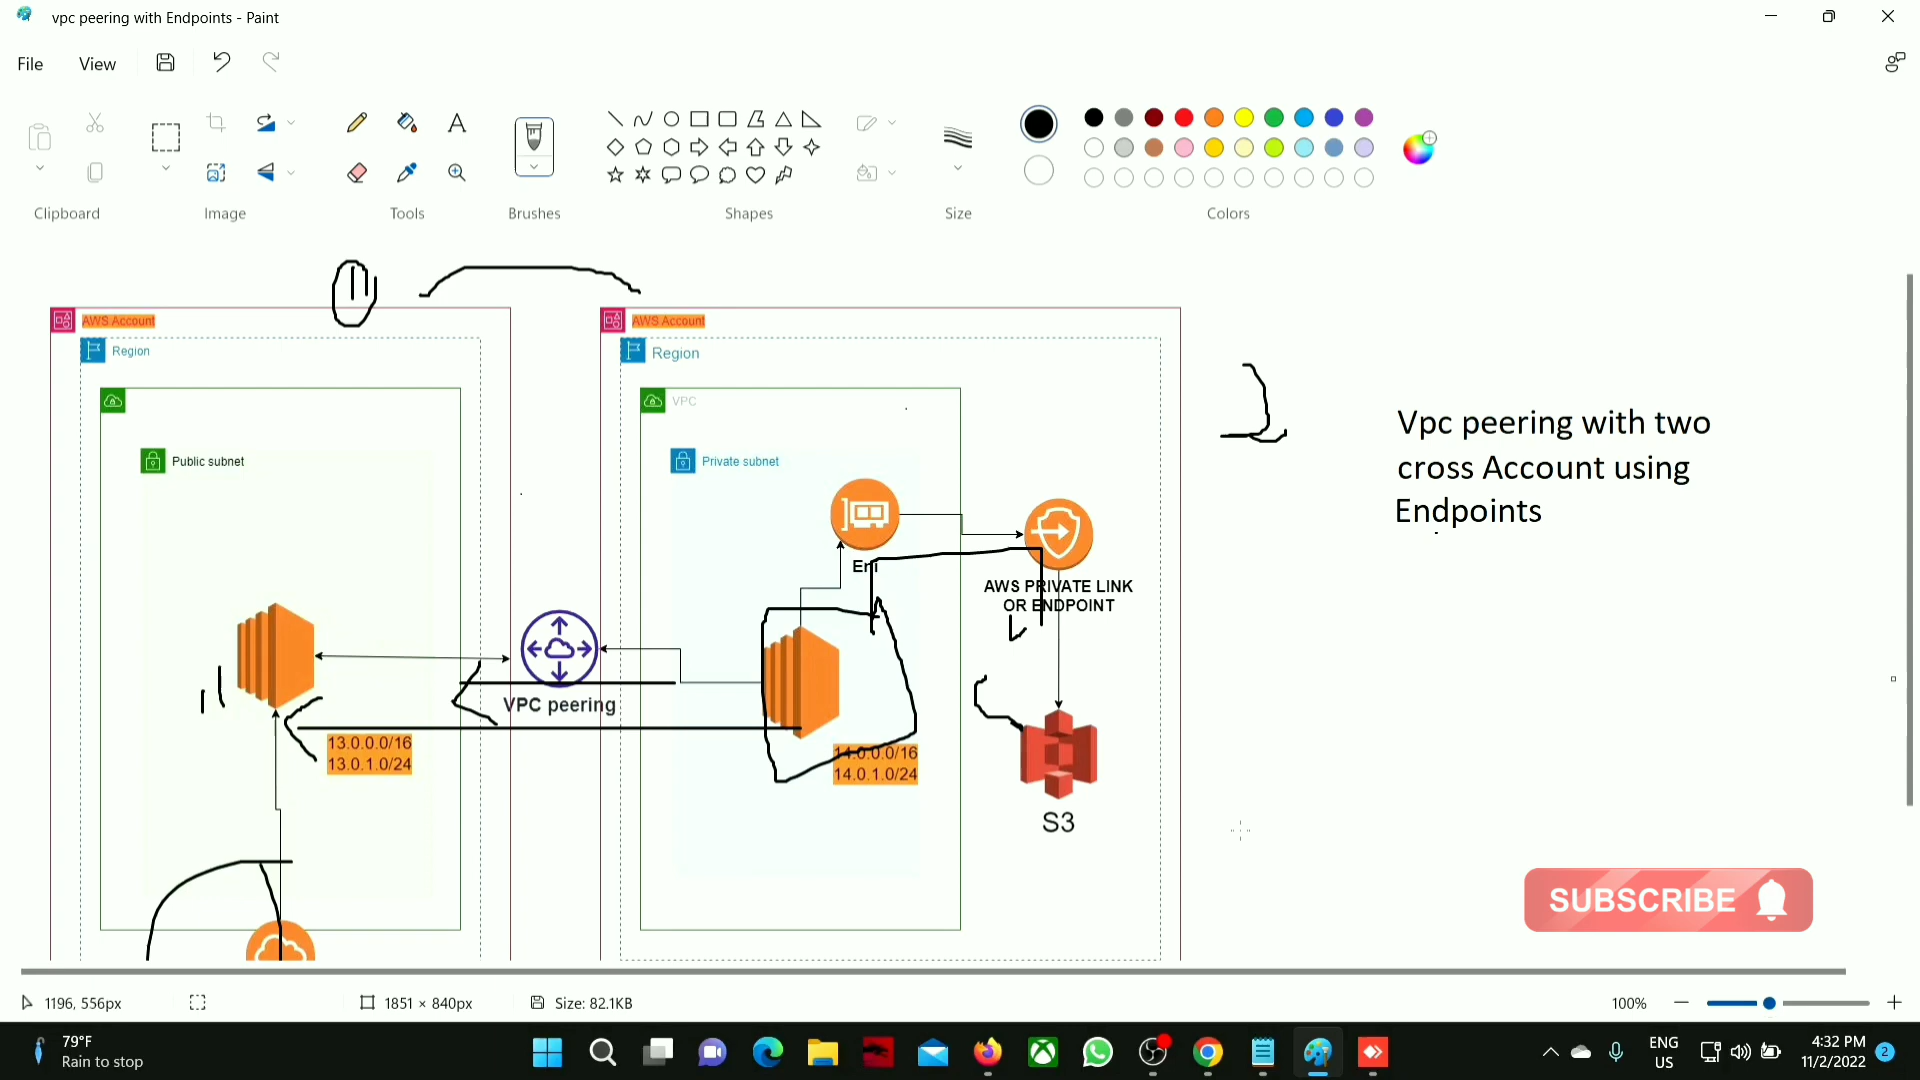 vpc peering with Endpoints - Paint
File View
Clipboard
Image
Tools
Brushes
Shapes
Size
Colors
AWS Account
AWS Account
Region
Region
VPC
Public subnet
Private subnet
Vpc peering with two
cross Account using
Endpoints
Eni
AWS PRIVATE LINK
OR ENDPOINT
VPC peering
13.0.0.0/16
13.0.1.0/24
14.0.0.0/16
14.0.1.0/24
S3
SUBSCRIBE
1196, 556px
1851 × 840px
Size: 82.1KB
100%
79°F
Rain to stop
ENG
US
4:32 PM
11/2/2022
2